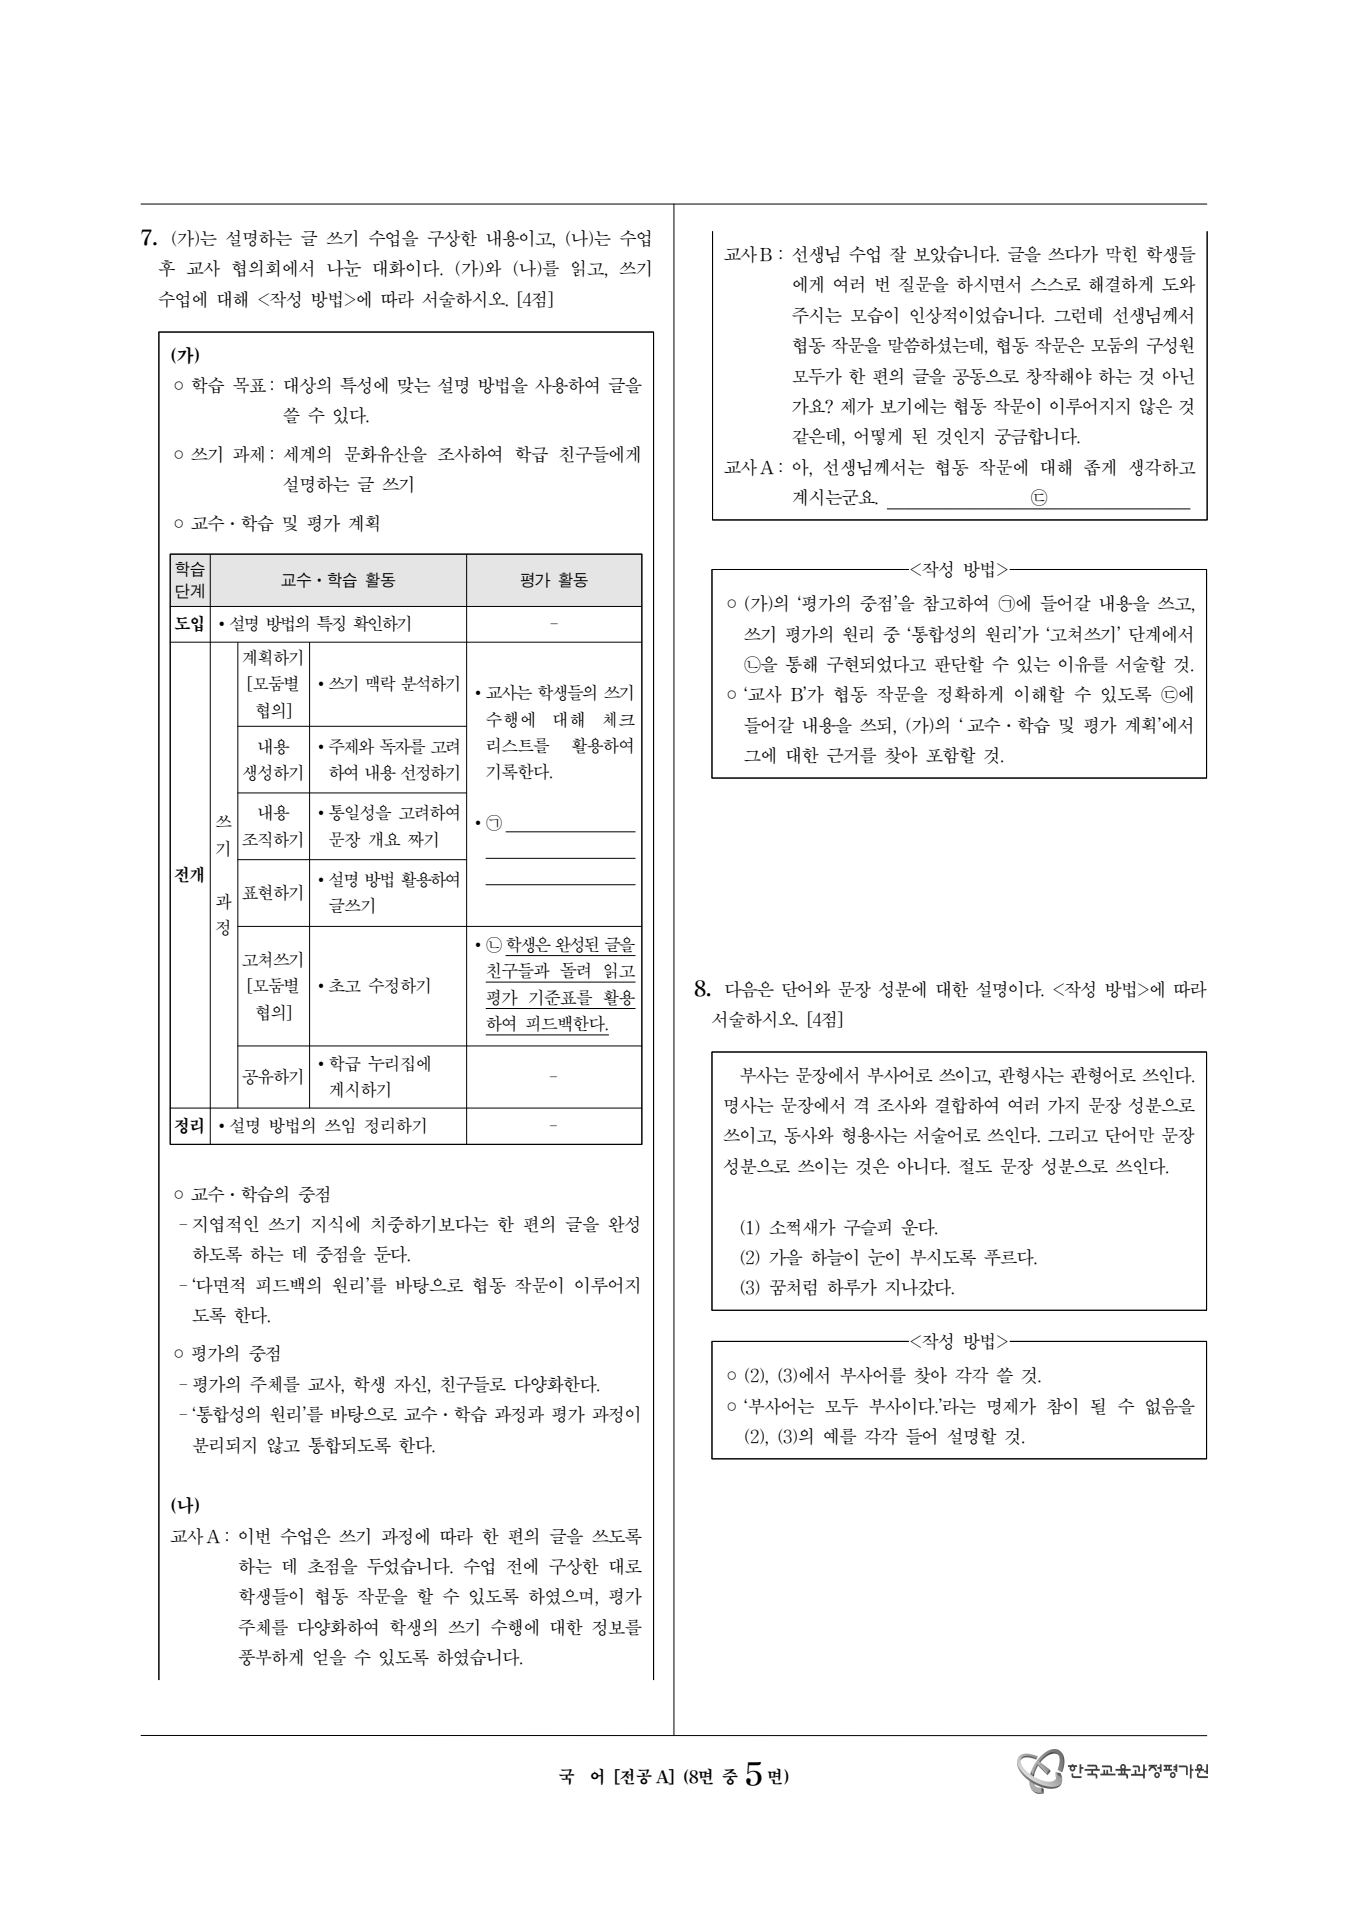 7. (가)는 설명하는 글 쓰기 수업을 구상한 내용이고, (나)는 수업
후 교사 협의회에서 나눈 대화이다. (가)와 (나)를 읽고, 쓰기
수업에 대해 <작성 방법>에 따라 서술하시오. [4점]
(가)
○ 학습 목표 : 대상의 특성에 맞는 설명 방법을 사용하여 글을
쓸 수 있다.
○ 쓰기 과제 : 세계의 문화유산을 조사하여 학급 친구들에게
설명하는 글 쓰기
○ 교수·학습 및 평가 계획
학습
단계
교수·학습 활동
평가 활동
도입
• 설명 방법의 특징 확인하기
–
전개
쓰
기
과
정
계획하기
[모둠별
협의]
• 쓰기 맥락 분석하기
내용
생성하기
• 주제와 독자를 고려
하여 내용 선정하기
내용
조직하기
• 통일성을 고려하여
문장 개요 짜기
표현하기
• 설명 방법 활용하여
글쓰기
• 교사는 학생들의 쓰기
수행에 대해 체크
리스트를 활용하여
기록한다.
• ㉠
고쳐쓰기
[모둠별
협의]
• 초고 수정하기
• ㉡ 학생은 완성된 글을
친구들과 돌려 읽고
평가 기준표를 활용
하여 피드백한다.
공유하기
• 학급 누리집에
게시하기
–
정리
• 설명 방법의 쓰임 정리하기
–
○ 교수·학습의 중점
– 지엽적인 쓰기 지식에 치중하기보다는 한 편의 글을 완성
하도록 하는 데 중점을 둔다.
– ‘다면적 피드백의 원리’를 바탕으로 협동 작문이 이루어지
도록 한다.
○ 평가의 중점
– 평가의 주체를 교사, 학생 자신, 친구들로 다양화한다.
– ‘통합성의 원리’를 바탕으로 교수·학습 과정과 평가 과정이
분리되지 않고 통합되도록 한다.
(나)
교사 A : 이번 수업은 쓰기 과정에 따라 한 편의 글을 쓰도록
하는 데 초점을 두었습니다. 수업 전에 구상한 대로
학생들이 협동 작문을 할 수 있도록 하였으며, 평가
주체를 다양화하여 학생의 쓰기 수행에 대한 정보를
풍부하게 얻을 수 있도록 하였습니다.
교사 B : 선생님 수업 잘 보았습니다. 글을 쓰다가 막힌 학생들
에게 여러 번 질문을 하시면서 스스로 해결하게 도와
주시는 모습이 인상적이었습니다. 그런데 선생님께서
협동 작문을 말씀하셨는데, 협동 작문은 모둠의 구성원
모두가 한 편의 글을 공동으로 창작해야 하는 것 아닌
가요? 제가 보기에는 협동 작문이 이루어지지 않은 것
같은데, 어떻게 된 것인지 궁금합니다.
교사 A : 아, 선생님께서는 협동 작문에 대해 좁게 생각하고
계시는군요. ㉢
<작성 방법>
○ (가)의 ‘평가의 중점’을 참고하여 ㉠에 들어갈 내용을 쓰고,
쓰기 평가의 원리 중 ‘통합성의 원리’가 ‘고쳐쓰기’ 단계에서
㉡을 통해 구현되었다고 판단할 수 있는 이유를 서술할 것.
○ ‘교사 B’가 협동 작문을 정확하게 이해할 수 있도록 ㉢에
들어갈 내용을 쓰되, (가)의 ‘ 교수·학습 및 평가 계획’에서
그에 대한 근거를 찾아 포함할 것.
8. 다음은 단어와 문장 성분에 대한 설명이다. <작성 방법>에 따라
서술하시오. [4점]
부사는 문장에서 부사어로 쓰이고, 관형사는 관형어로 쓰인다.
명사는 문장에서 격 조사와 결합하여 여러 가지 문장 성분으로
쓰이고, 동사와 형용사는 서술어로 쓰인다. 그리고 단어만 문장
성분으로 쓰이는 것은 아니다. 절도 문장 성분으로 쓰인다.
(1) 소쩍새가 구슬피 운다.
(2) 가을 하늘이 눈이 부시도록 푸르다.
(3) 꿈처럼 하루가 지나갔다.
<작성 방법>
○ (2), (3)에서 부사어를 찾아 각각 쓸 것.
○ ‘부사어는 모두 부사이다.’라는 명제가 참이 될 수 없음을
(2), (3)의 예를 각각 들어 설명할 것.
국 어 [전공 A] (8면 중 5 면)
한국교육과정평가원